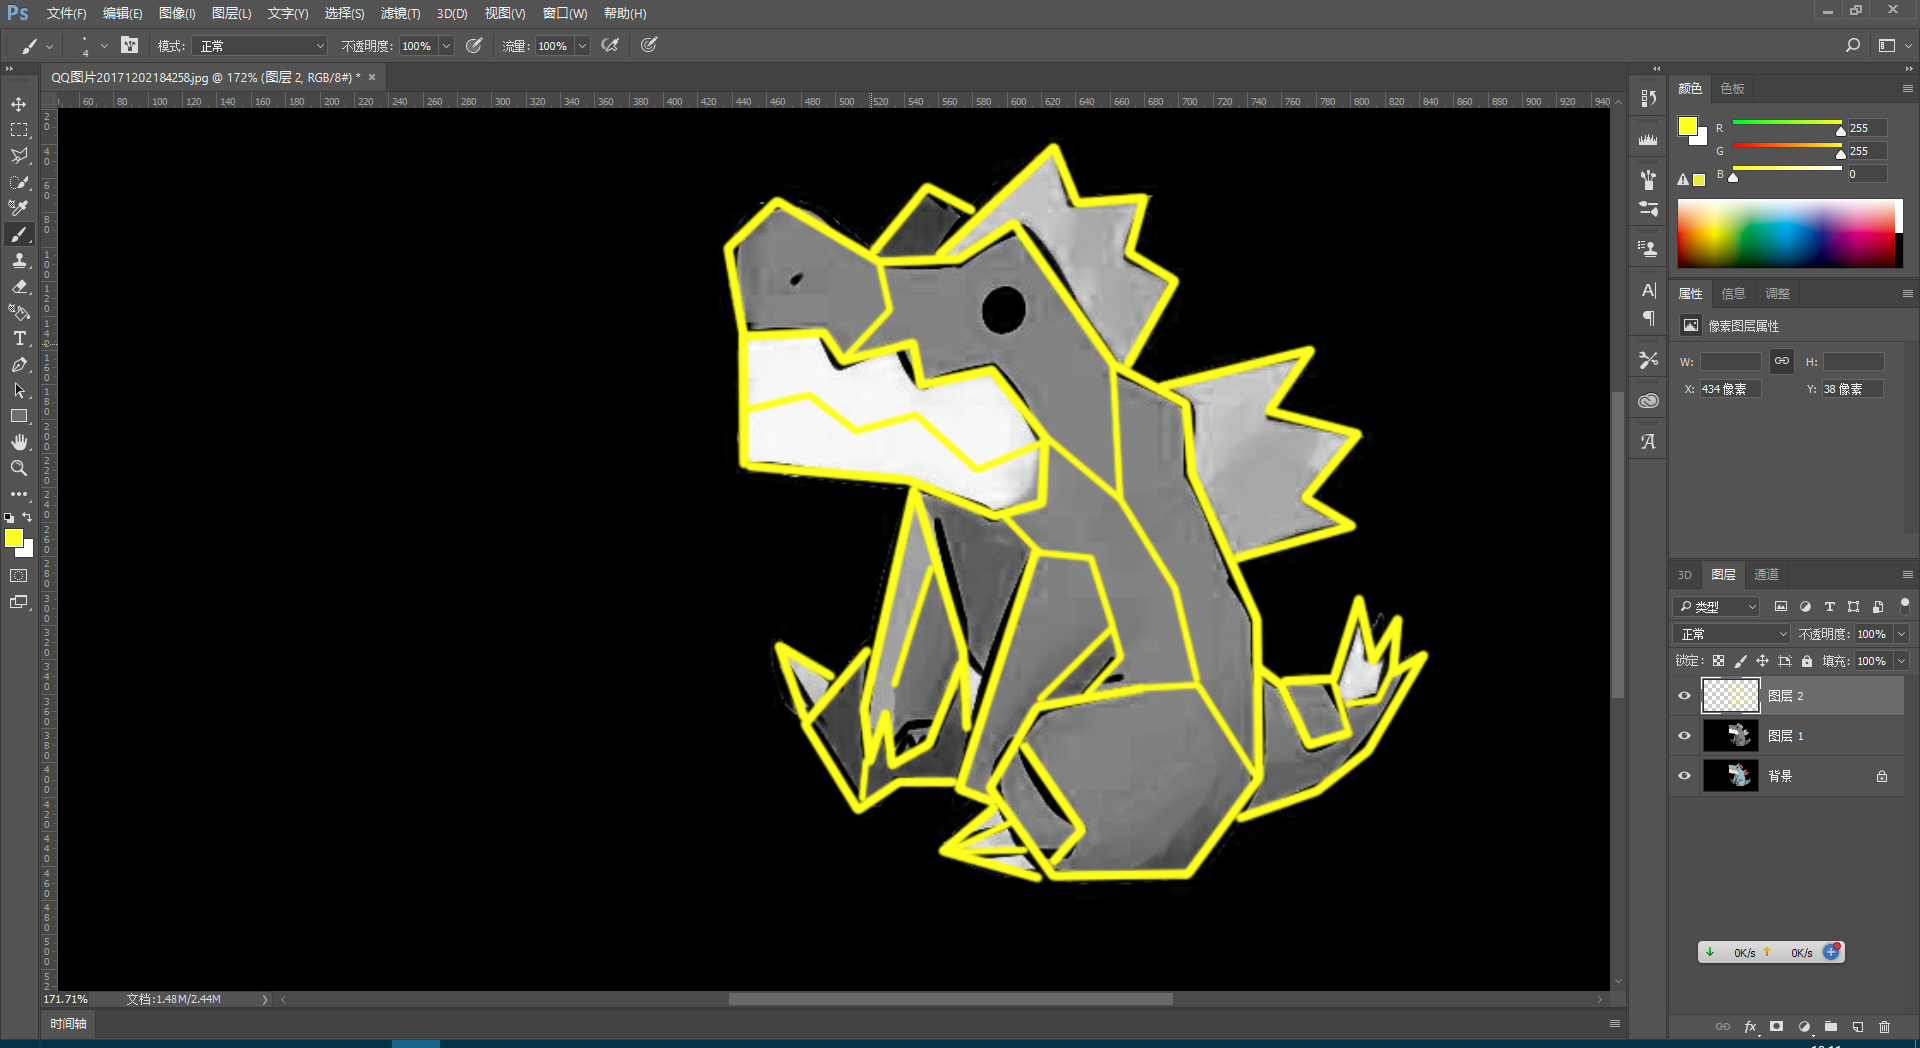 Ps 文件(F) 编辑(E) 图像(I) 图层(L) 文字(Y) 选择(S) 滤镜(T) 3D(D) 视图(V) 窗口(W) 帮助(H)
4 模式: 正常 不透明度: 100% 流量: 100%
QQ图片20171202184258.jpg @ 172% (图层 2, RGB/8#) * ×
60 80 100 120 140 160 180 200 220 240 260 280 300 320 340 360 380 400 420 440 460 480 500 520 540 560 580 600 620 640 660 680 700 720 740 760 780 800 820 840 860 880 900 920 940
颜色 色板
R 255
G 255
B 0
属性 信息 调整
像素图层属性
W: H:
X: 434 像素 Y: 38 像素
3D 图层 通道
类型
正常 不透明度: 100%
锁定: 填充: 100%
图层 2
图层 1
背景
0K/s 0K/s
fx
171.71% 文档:1.48M/2.44M
时间轴